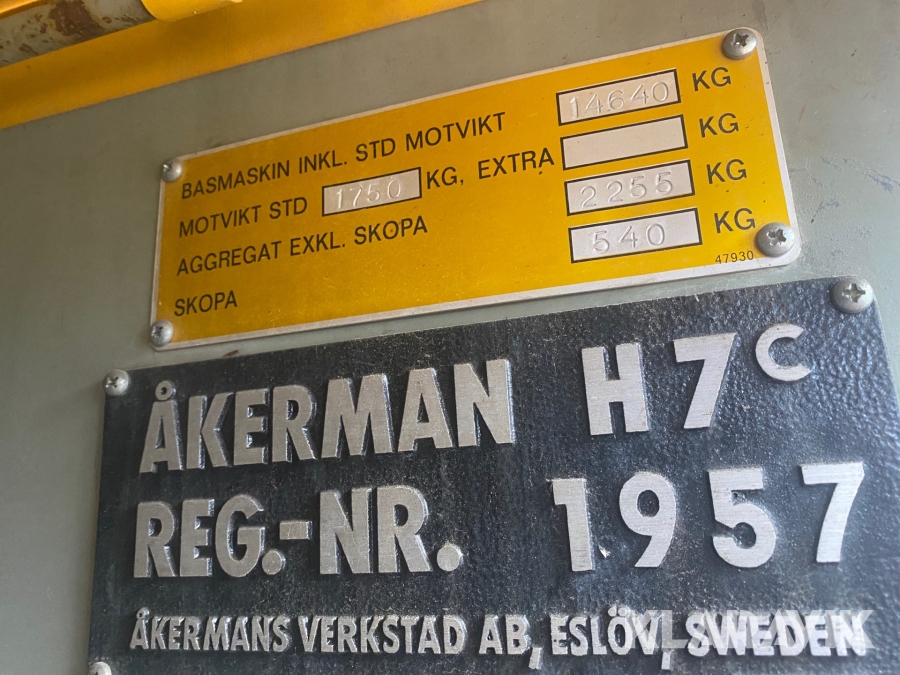 BASMASKIN INKL. STD MOTVIKT 14640 KG
MOTVIKT STD 1750 KG, EXTRA KG
AGGREGAT EXKL. SKOPA 2255 KG
SKOPA 540 KG
47930
ÅKERMAN H7C
REG.-NR. 1957
ÅKERMANS VERKSTAD AB, ESLÖV, SWEDEN